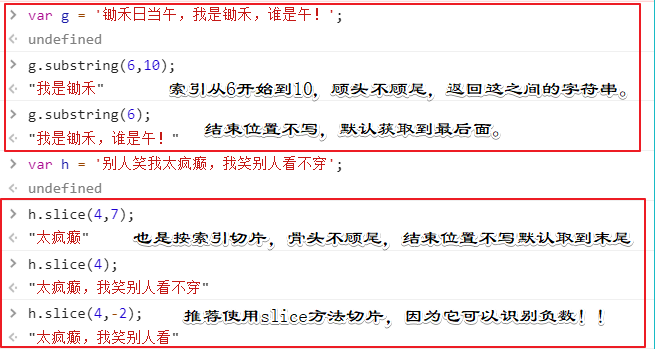 > var g = '锄禾日当午，我是锄禾，谁是午！';
undefined
> g.substring(6,10);
"我是锄禾" 索引从6开始到10，顾头不顾尾，返回这之间的字符串。
> g.substring(6);
"我是锄禾，谁是午！" 结束位置不写，默认获取到最后面。
> var h = '别人笑我太疯癫，我笑别人看不穿';
undefined
> h.slice(4,7);
"太疯癫" 也是按索引切片，骨头不顾尾，结束位置不写默认取到末尾
> h.slice(4);
"太疯癫，我笑别人看不穿"
> h.slice(4,-2); 推荐使用slice方法切片，因为它可以识别负数！！
"太疯癫，我笑别人看"